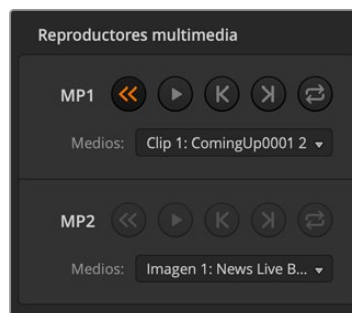 Reproductores multimedia
MP1
Medios: Clip 1: ComingUp0001 2
MP2
Medios: Imagen 1: News Live B...